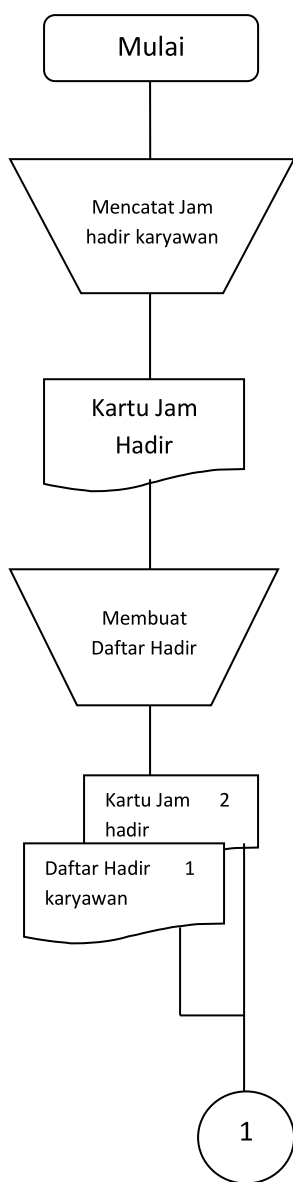 Mulai
Mencatat Jam
hadir karyawan
Kartu Jam
Hadir
Membuat
Daftar Hadir
Kartu Jam 2
hadir
Daftar Hadir 1
karyawan
1